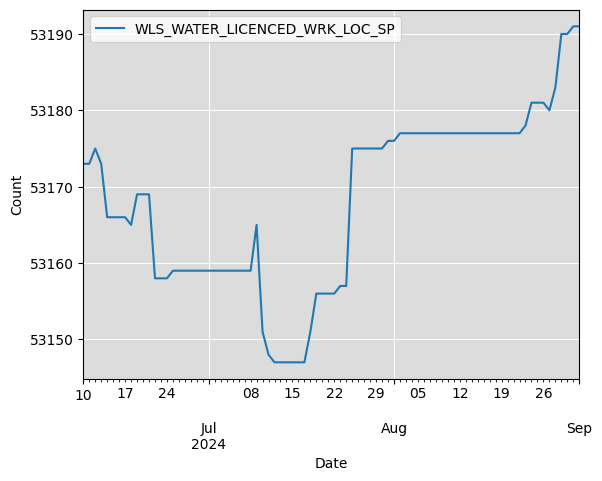 WLS_WATER_LICENCED_WRK_LOC_SP
53190
53180
53170
53160
53150
Count
10 17 24 08 15 22 29 05 12 19 26
Jul Aug Sep
2024
Date